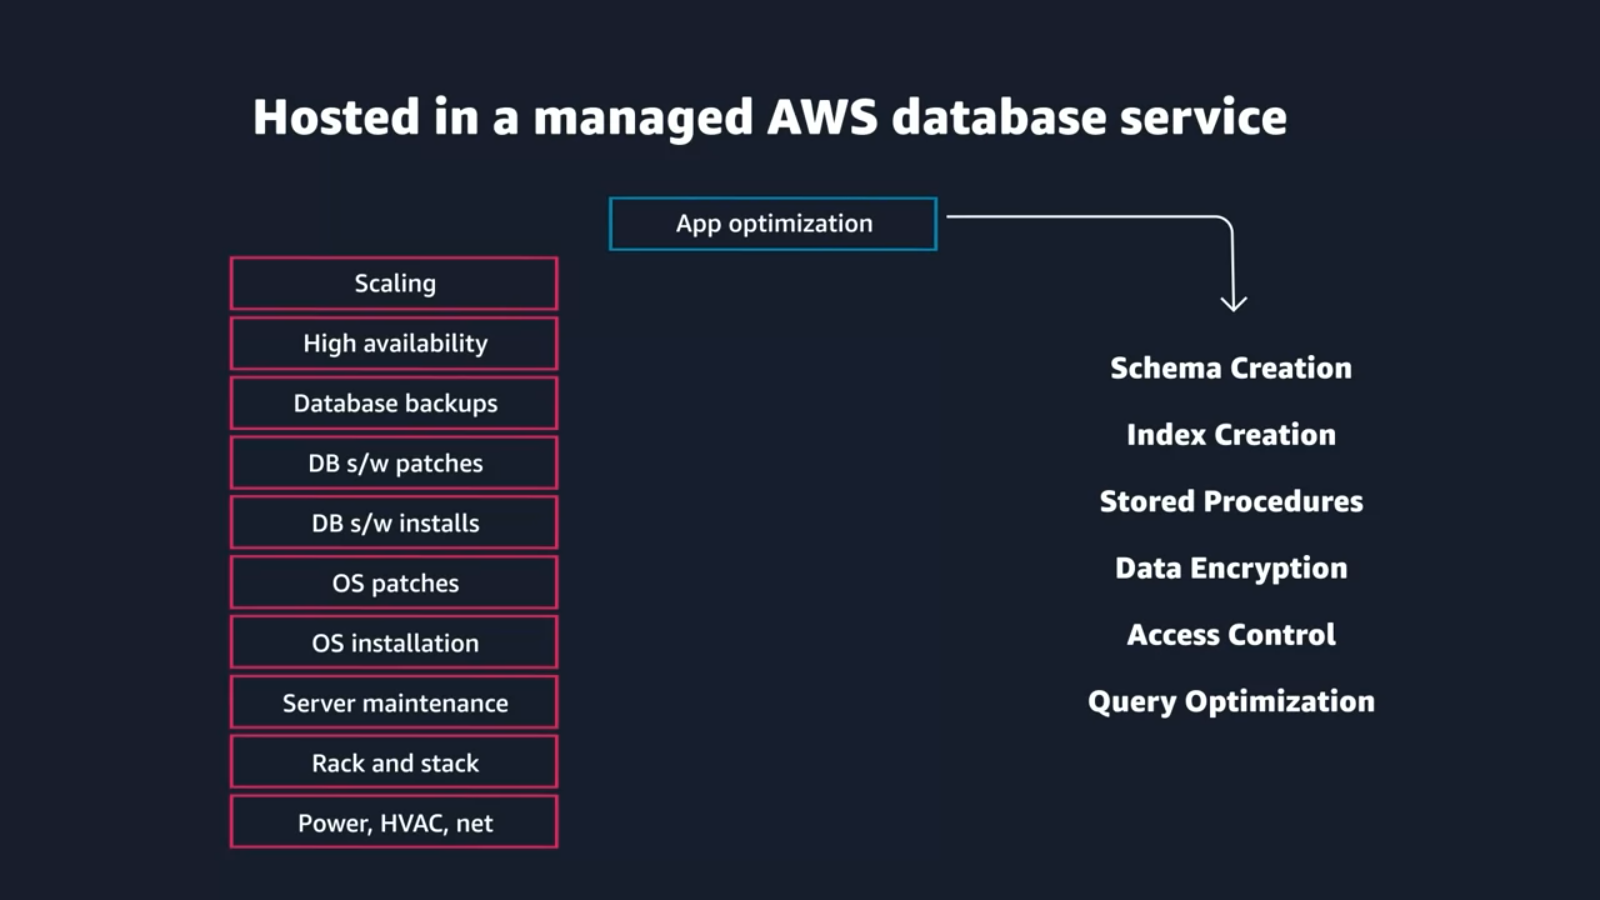 Hosted in a managed AWS database service
App optimization
Scaling
High availability
Database backups
DB s/w patches
DB s/w installs
OS patches
OS installation
Server maintenance
Rack and stack
Power, HVAC, net
Schema Creation
Index Creation
Stored Procedures
Data Encryption
Access Control
Query Optimization